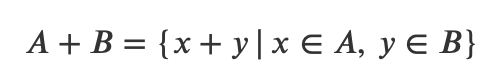 A + B = {x + y | x ∈ A, y ∈ B}